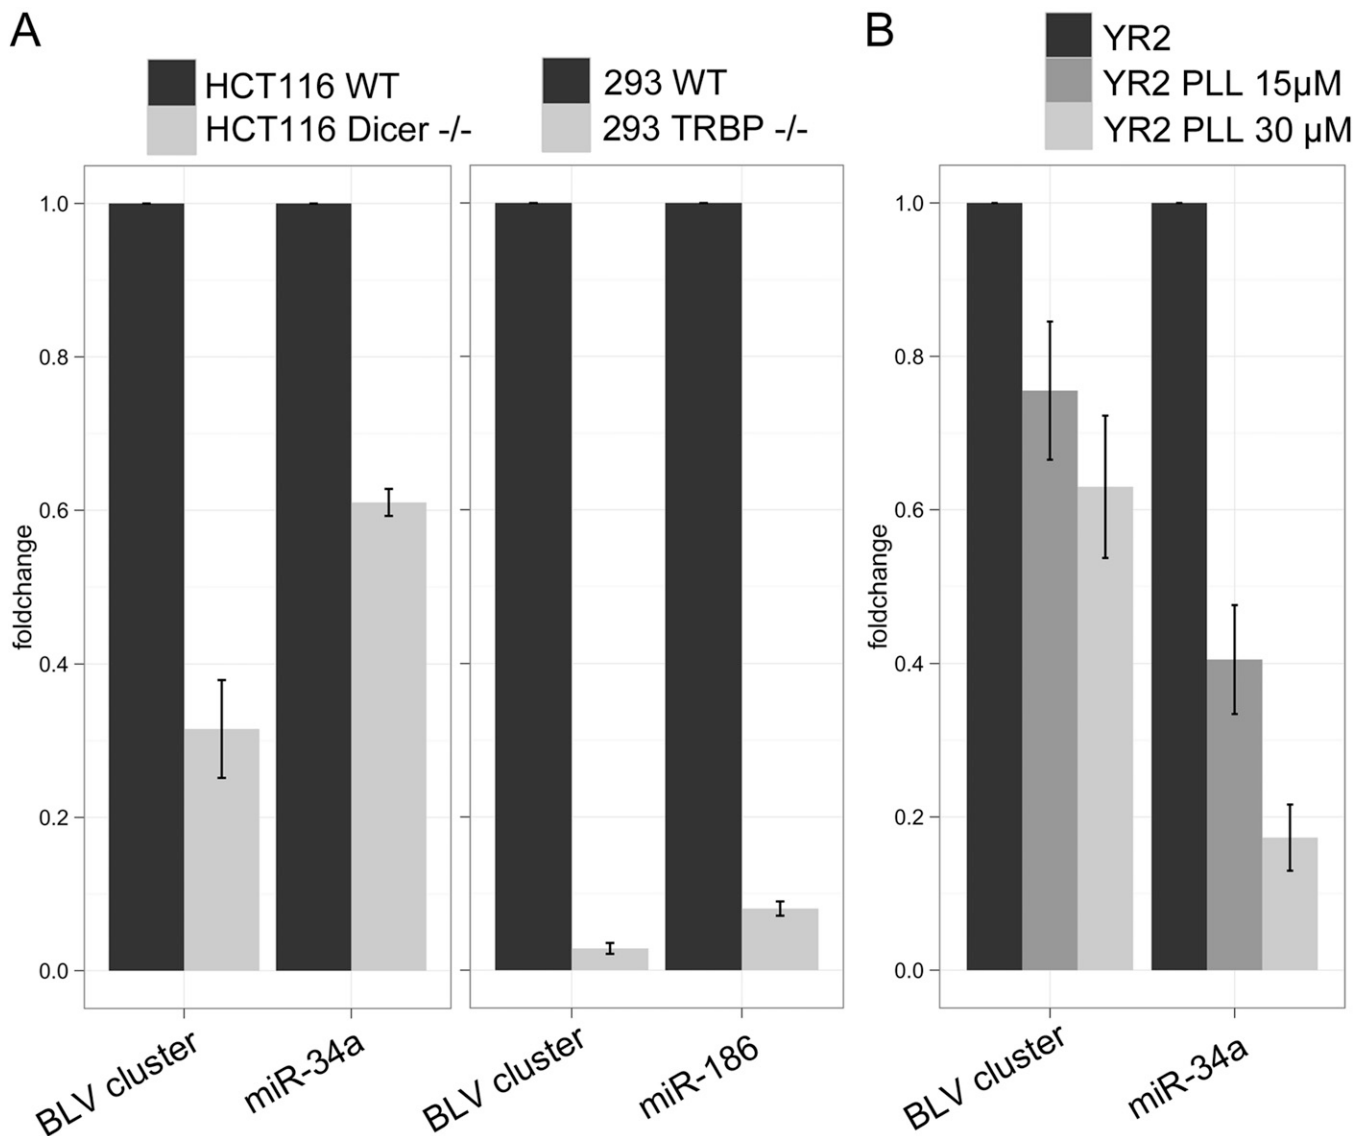 A
HCT116 WT
HCT116 Dicer -/-
293 WT
293 TRBP -/-
foldchange
1.0
0.8
0.6
0.4
0.2
0.0
BLV cluster
miR-34a
BLV cluster
miR-186
B
YR2
YR2 PLL 15µM
YR2 PLL 30 µM
foldchange
1.0
0.8
0.6
0.4
0.2
0.0
BLV cluster
miR-34a